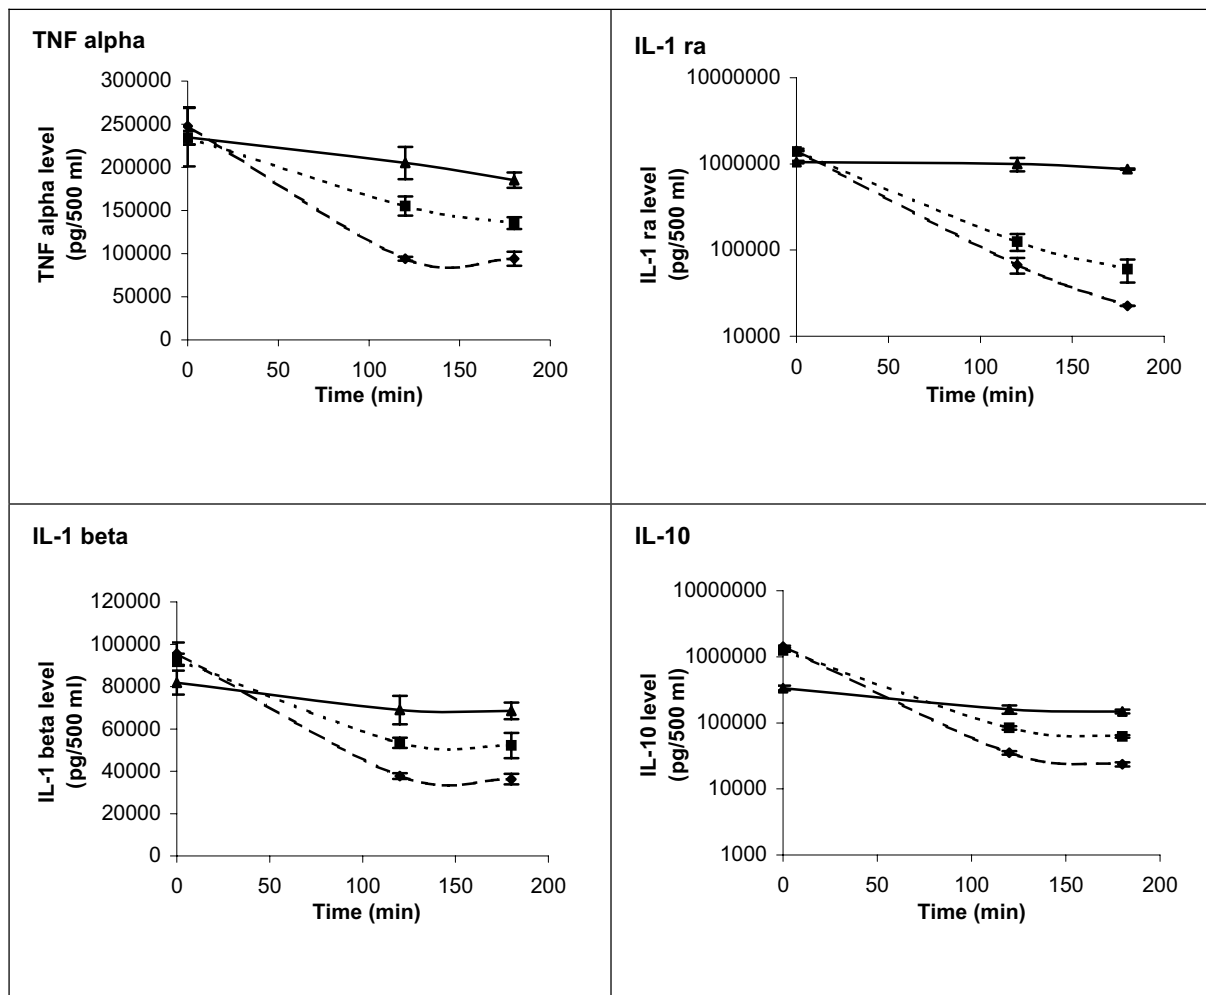 TNF alpha
TNF alpha level
(pg/500 ml)
300000
250000
200000
150000
100000
50000
0
0 50 100 150 200
Time (min)
IL-1 ra
IL-1 ra level
(pg/500 ml)
10000000
1000000
100000
10000
0 50 100 150 200
Time (min)
IL-1 beta
IL-1 beta level
(pg/500 ml)
120000
100000
80000
60000
40000
20000
0
0 50 100 150 200
Time (min)
IL-10
IL-10 level
(pg/500 ml)
10000000
1000000
100000
10000
1000
0 50 100 150 200
Time (min)